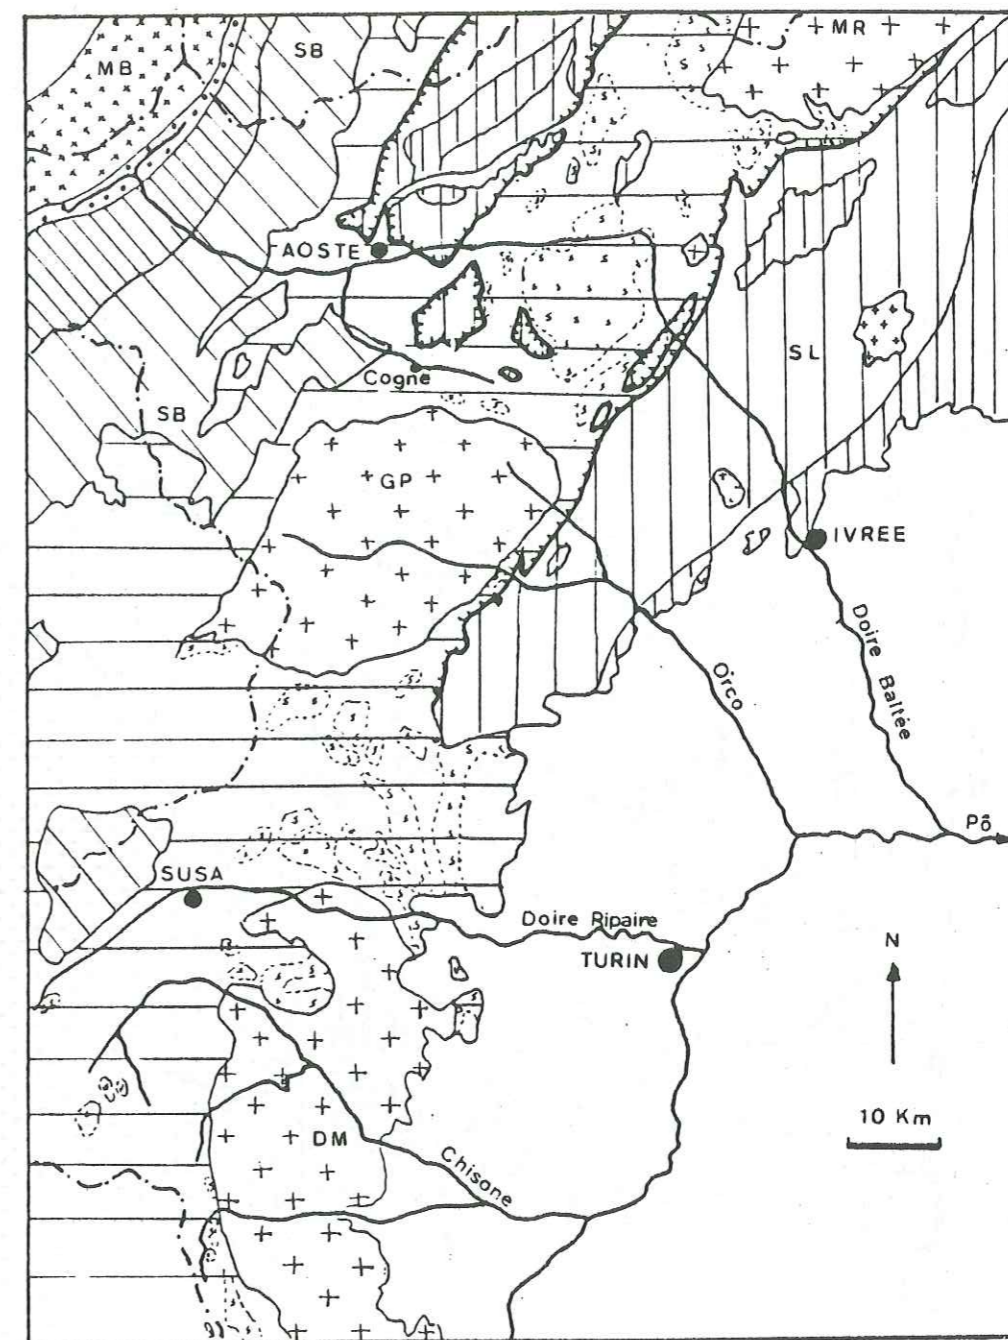 MB
SB
MR
AOSTE
SL
Cogne
SB
GP
IVREE
Orco
Doire Baltée
Pô
SUSA
Doire Ripaire
TURIN
N
10 Km
DM
Chisone